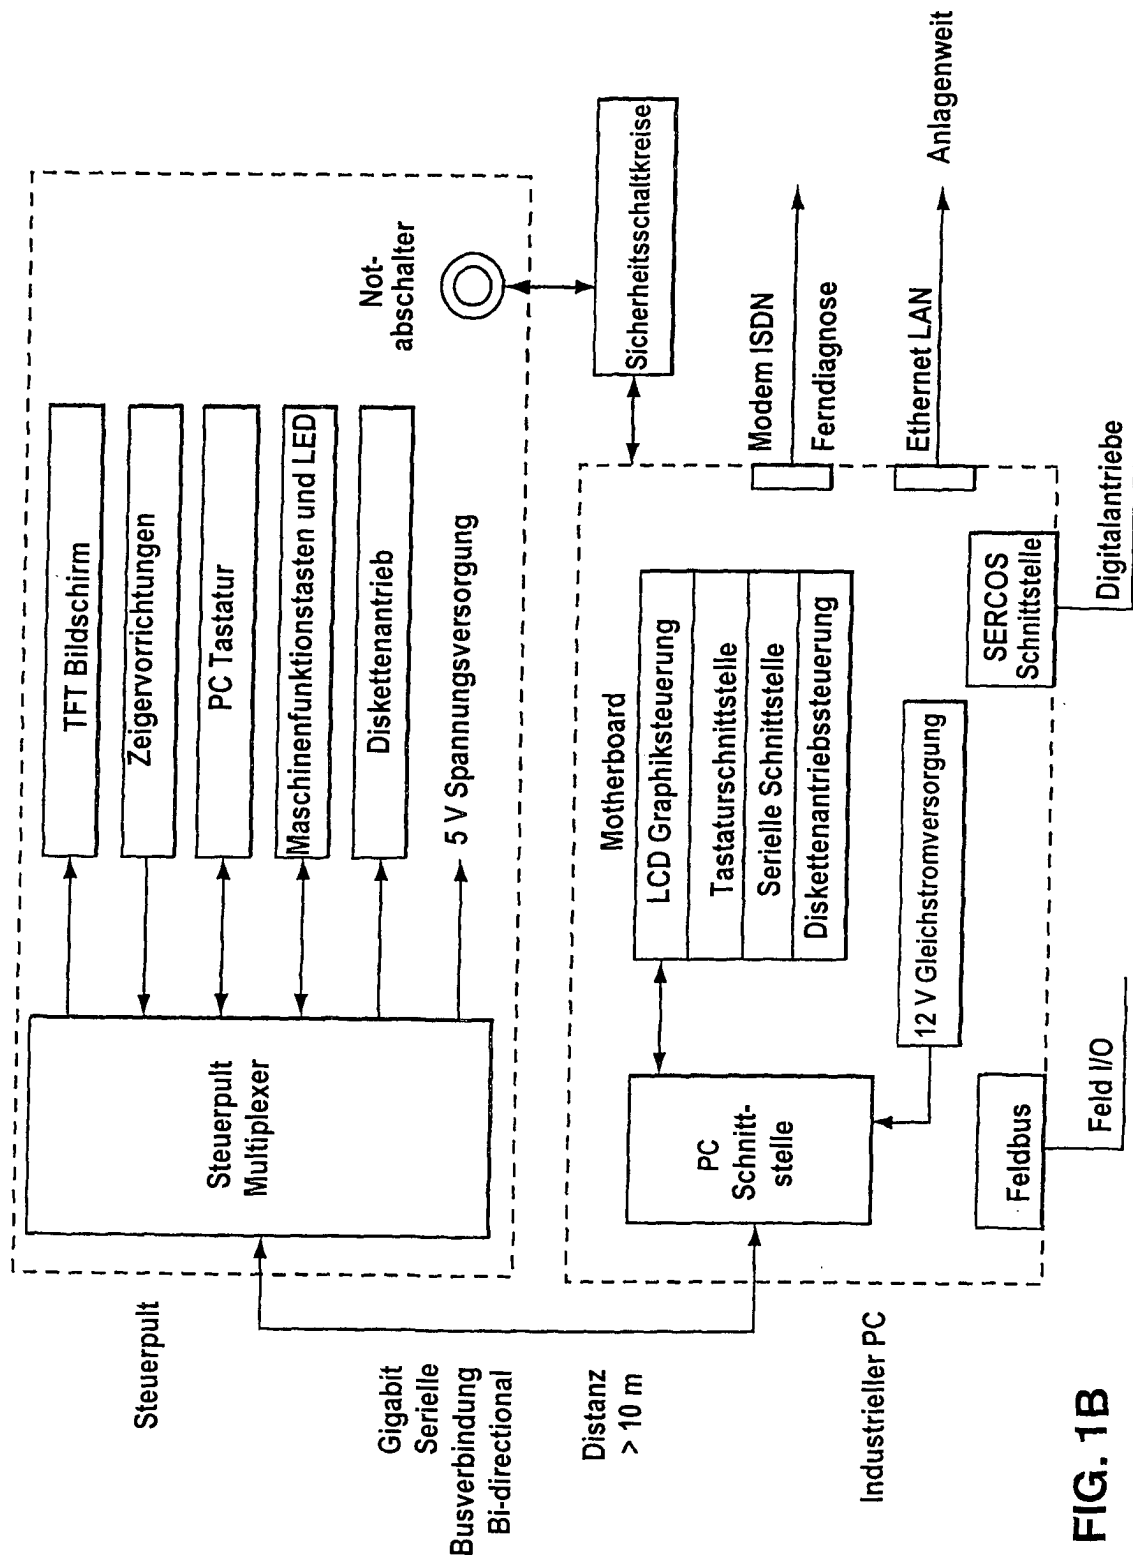 Steuerpult
Steuerpult
Multiplexer
TFT Bildschirm
Zeigervorrichtungen
PC Tastatur
Maschinenfunktionstasten und LED
Diskettenantrieb
5 V Spannungsversorgung
Not-
abschalter
Sicherheitsschaltkreise
Gigabit
Serielle
Busverbindung
Bi-directional
Distanz
> 10 m
Industrieller PC
PC
Schnitt-
stelle
Motherboard
LCD Graphiksteuerung
Tastaturschnittstelle
Serielle Schnittstelle
Diskettenantriebssteuerung
12 V Gleichstromversorgung
Modem ISDN
Ferndiagnose
Ethernet LAN
Anlagenweit
Feldbus
Feld I/O
SERCOS
Schnittstelle
Digitalantriebe
FIG. 1B